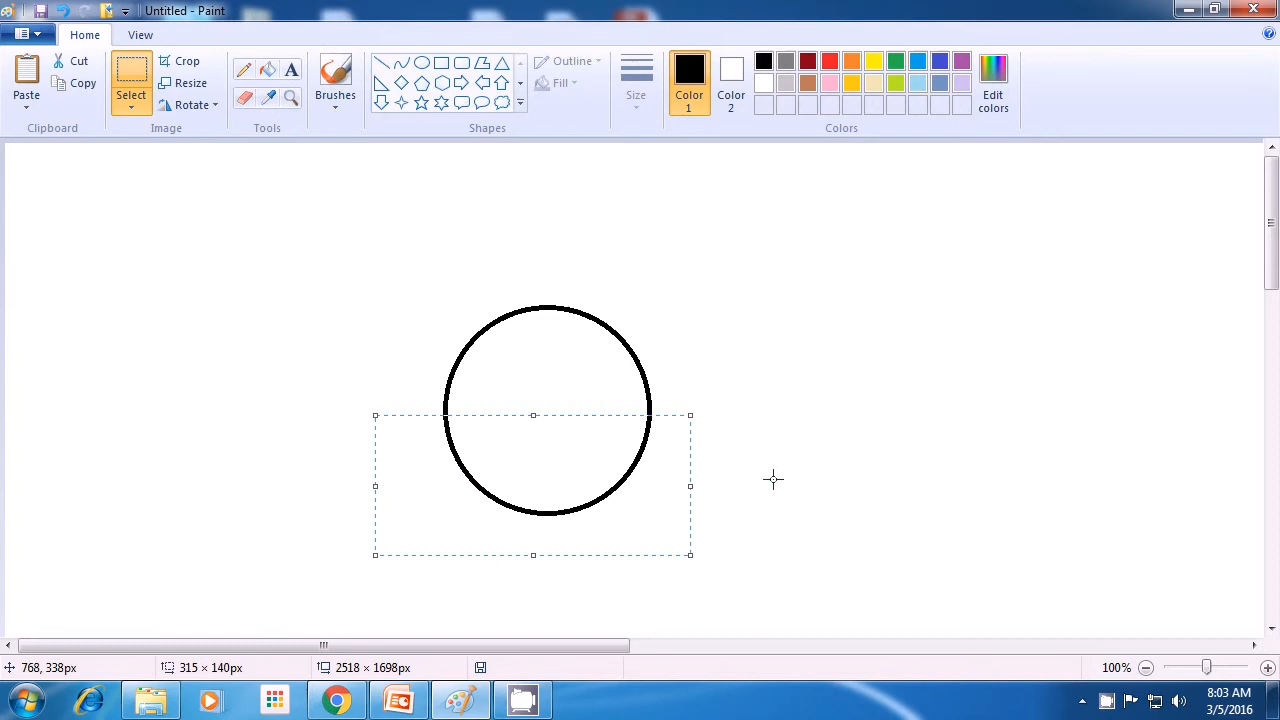 Untitled - Paint
Home View
Paste
Cut
Copy
Clipboard
Select
Crop
Resize
Rotate
Image
A
Tools
Brushes
Shapes
Outline
Fill
Size
Color 1
Color 2
Edit colors
Colors
768, 338px 315 × 140px 2518 × 1698px 100%
8:03 AM
3/5/2016